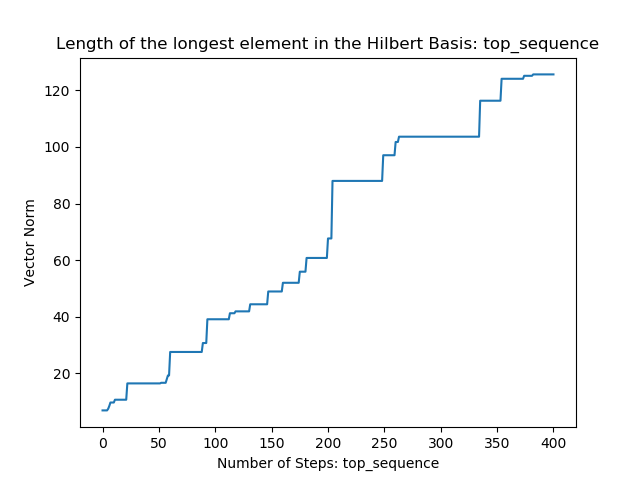 Length of the longest element in the Hilbert Basis: top_sequence
120
100
80
60
40
20
Vector Norm
0 50 100 150 200 250 300 350 400
Number of Steps: top_sequence